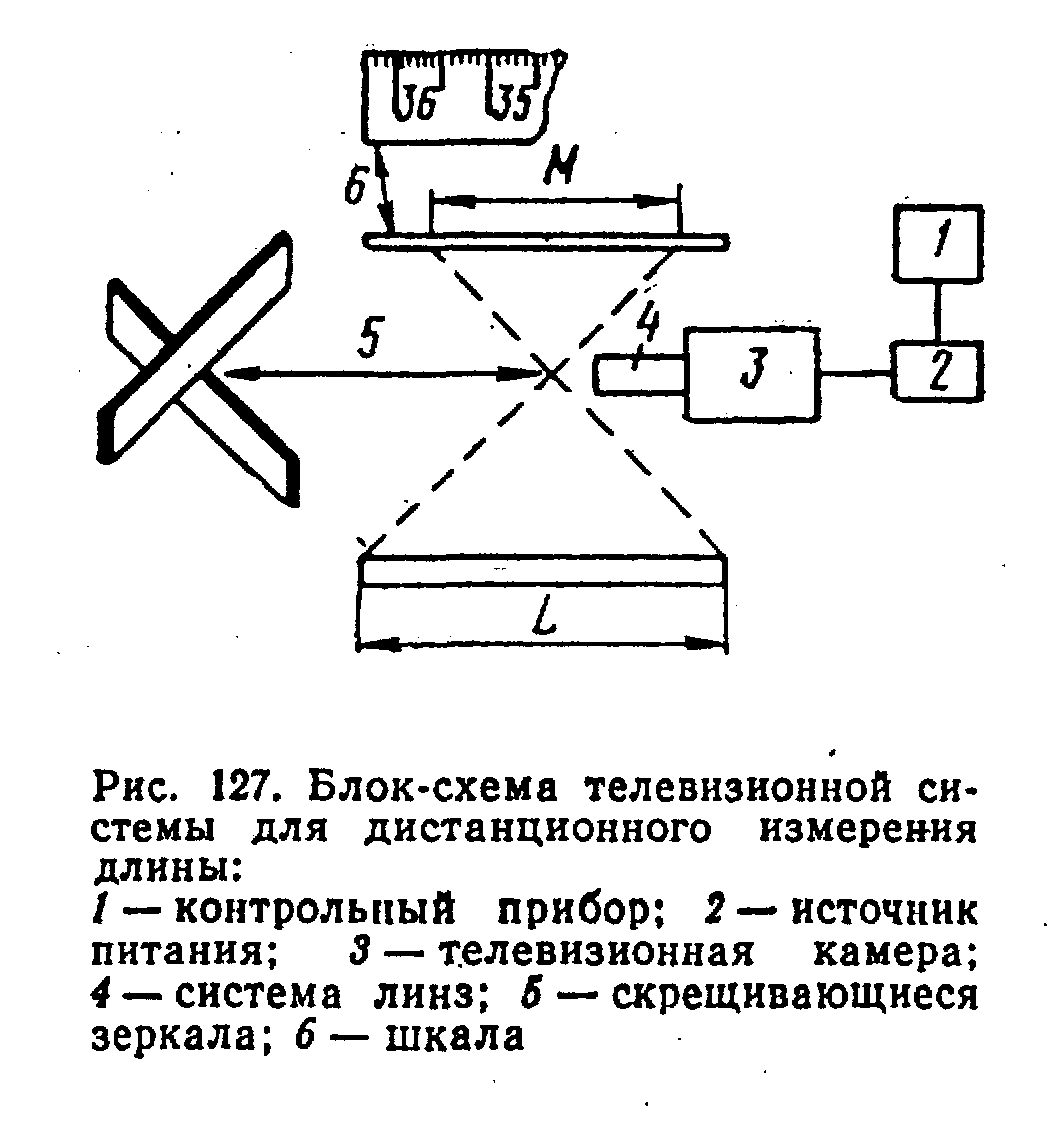 36 35
M
6
1
5
4
3
2
L
Рис. 127. Блок-схема телевизионной си-
стемы для дистанционного измерения
длины:
1 — контрольный прибор; 2 — источник
питания; 3 — телевизионная камера;
4 — система линз; 5 — скрещивающиеся
зеркала; 6 — шкала